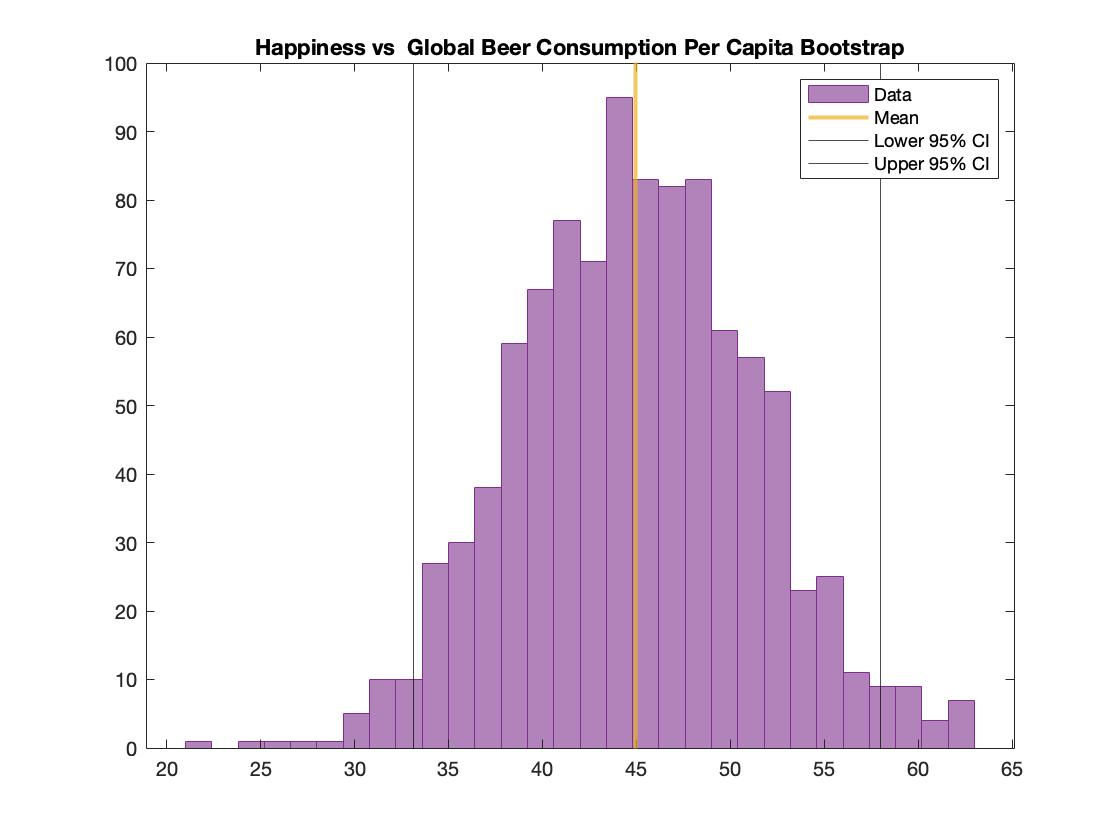 Happiness vs  Global Beer Consumption Per Capita Bootstrap
100
90
80
70
60
50
40
30
20
10
0
Data
Mean
Lower 95% CI
Upper 95% CI
20 25 30 35 40 45 50 55 60 65